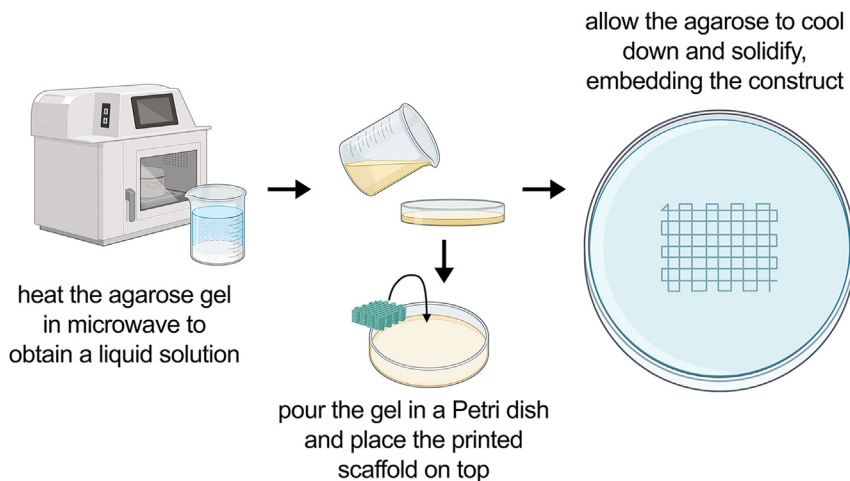 heat the agarose gel
in microwave to
obtain a liquid solution
pour the gel in a Petri dish
and place the printed
scaffold on top
allow the agarose to cool
down and solidify,
embedding the construct